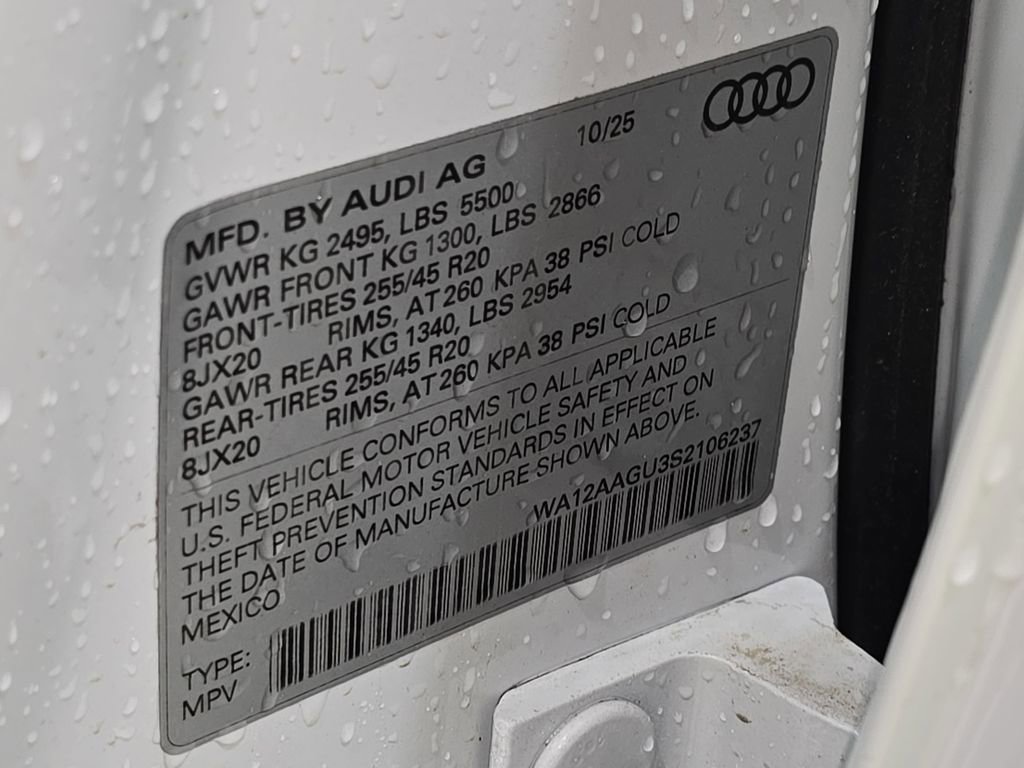 10/25
MFD. BY AUDI AG
GVWR KG 2495, LBS 5500
GAWR FRONT KG 1300, LBS 2866
FRONT-TIRES 255/45 R20
8JX20 RIMS, AT 260 KPA 38 PSI COLD
GAWR REAR KG 1340, LBS 2954
REAR-TIRES 255/45 R20
8JX20 RIMS, AT 260 KPA 38 PSI COLD
THIS VEHICLE CONFORMS TO ALL APPLICABLE
U.S. FEDERAL MOTOR VEHICLE SAFETY AND
THEFT PREVENTION STANDARDS IN EFFECT ON
THE DATE OF MANUFACTURE SHOWN ABOVE.
MEXICO
WA12AAGU3S2106237
TYPE:
MPV